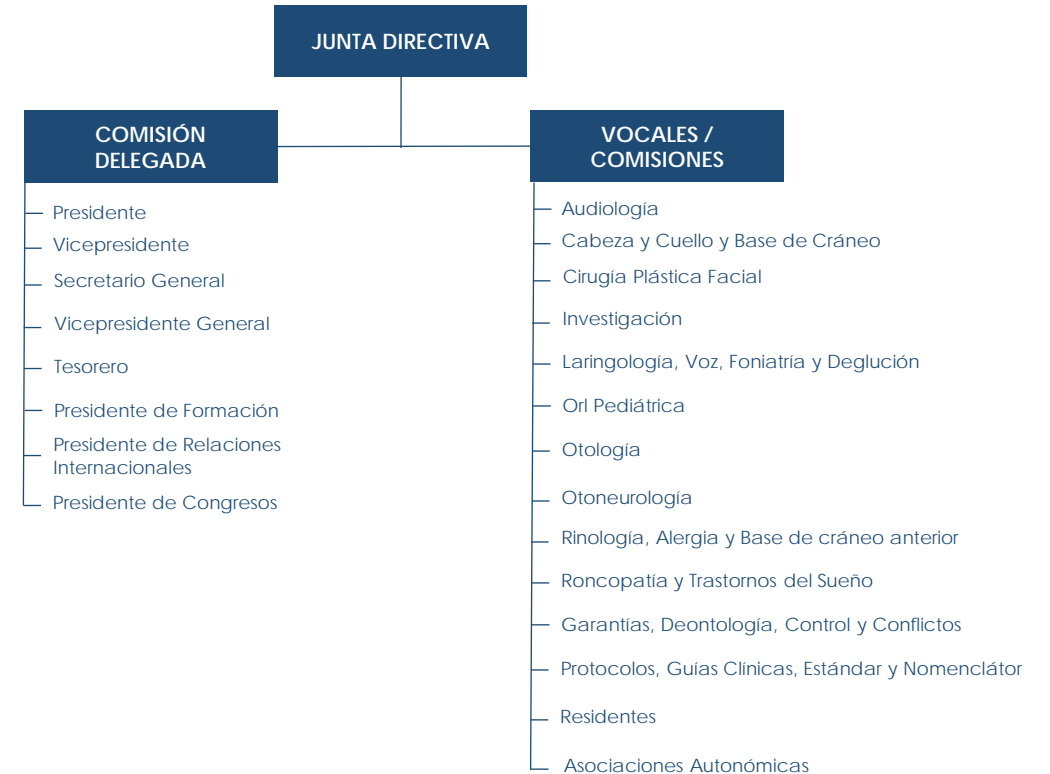 JUNTA DIRECTIVA
COMISIÓN
DELEGADA
Presidente
Vicepresidente
Secretario General
Vicepresidente General
Tesorero
Presidente de Formación
Presidente de Relaciones
Internacionales
Presidente de Congresos
VOCALES /
COMISIONES
Audiología
Cabeza y Cuello y Base de Cráneo
Cirugía Plástica Facial
Investigación
Laringología, Voz, Foniatría y Deglución
Orl Pediátrica
Otología
Otoneurología
Rinología, Alergia y Base de cráneo anterior
Roncopatía y Trastornos del Sueño
Garantías, Deontología, Control y Conflictos
Protocolos, Guías Clínicas, Estándar y Nomenclátor
Residentes
Asociaciones Autonómicas